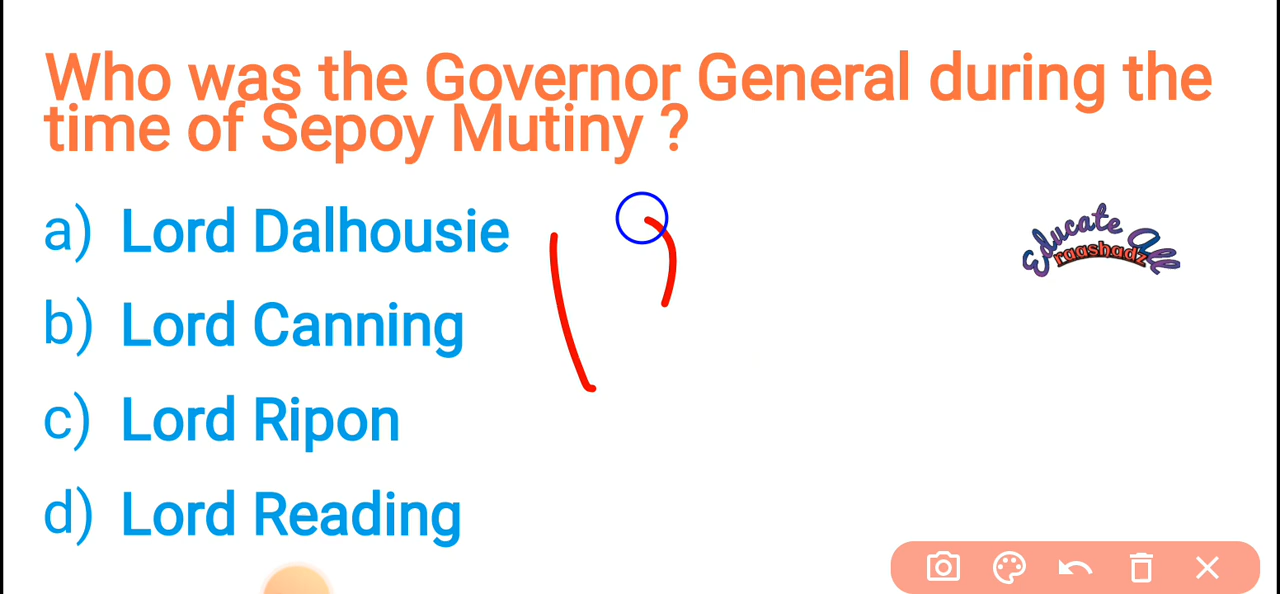 Who was the Governor General during the
time of Sepoy Mutiny ?
a) Lord Dalhousie
b) Lord Canning
c) Lord Ripon
d) Lord Reading
Educate All
raashadz